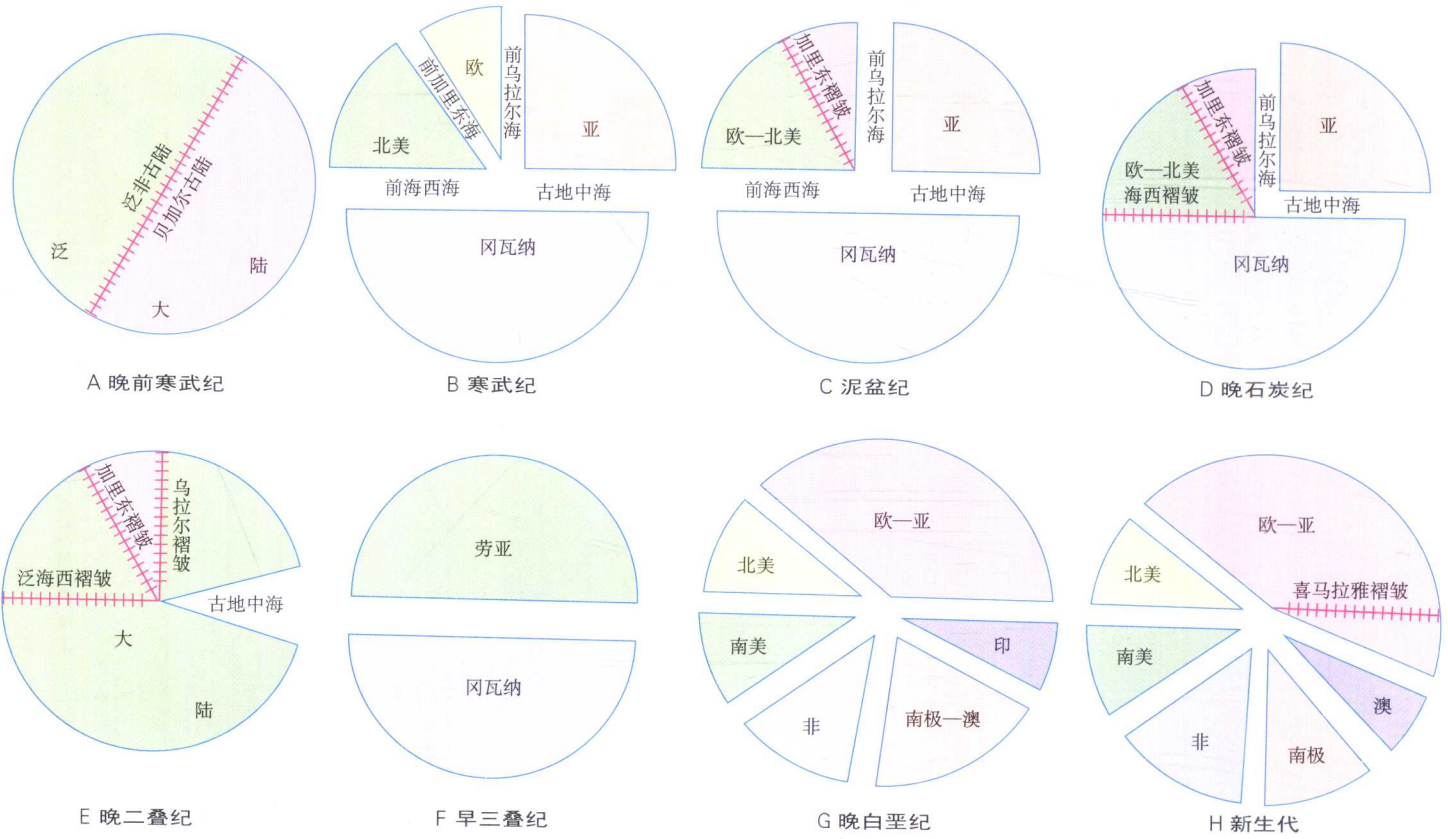 泛非古陆
贝加尔古陆
泛
大
陆
A 晚前寒武纪
北美
前加里东海
欧
前乌拉尔海
亚
前海西海
古地中海
冈瓦纳
B 寒武纪
欧—北美
加里东褶皱
前乌拉尔海
亚
前海西海
古地中海
冈瓦纳
C 泥盆纪
欧—北美
海西褶皱
加里东褶皱
前乌拉尔海
亚
古地中海
冈瓦纳
D 晚石炭纪
加里东褶皱
乌拉尔褶皱
泛海西褶皱
古地中海
大
陆
E 晚二叠纪
劳亚
冈瓦纳
F 早三叠纪
欧—亚
北美
南美
印
非
南极—澳
G 晚白垩纪
欧—亚
北美
喜马拉雅褶皱
南美
澳
非
南极
H 新生代